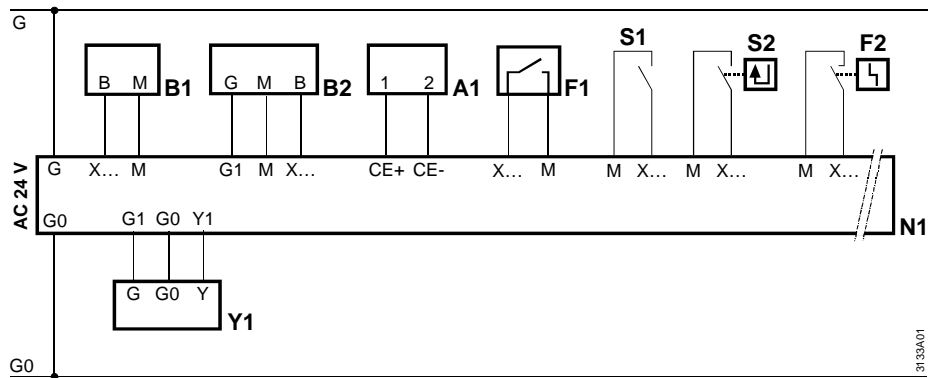 G
S1 S2 F2
B M B1
G M B B2
1 2 A1
F1
AC 24 V
G X... M G1 M X... CE+ CE- X... M M X... M X... M X...
G0 G1 G0 Y1 N1
G G0 Y Y1
G0
3133A01